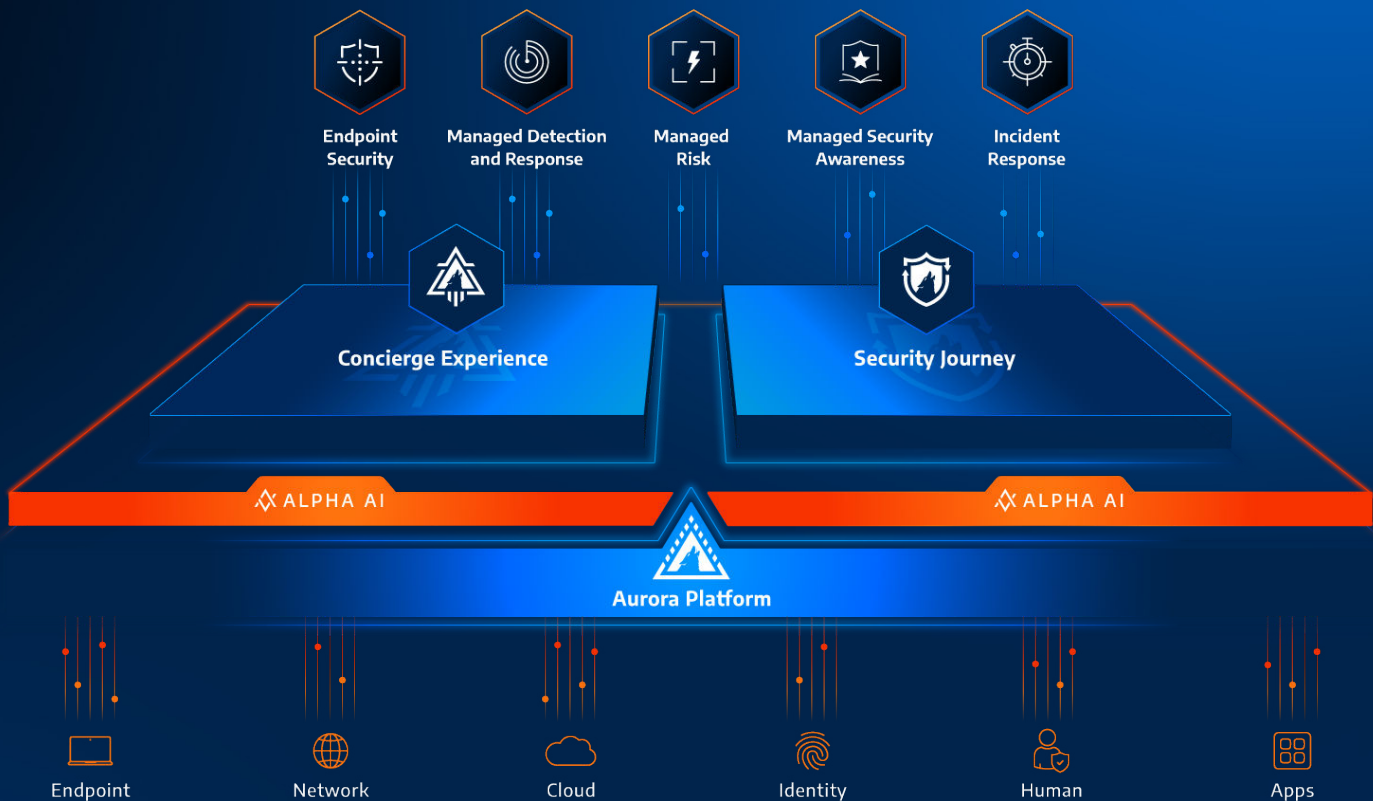 Endpoint
Security
Managed Detection
and Response
Managed
Risk
Managed Security
Awareness
Incident
Response
Concierge Experience
Security Journey
ALPHA AI
ALPHA AI
Aurora Platform
Endpoint
Network
Cloud
Identity
Human
Apps